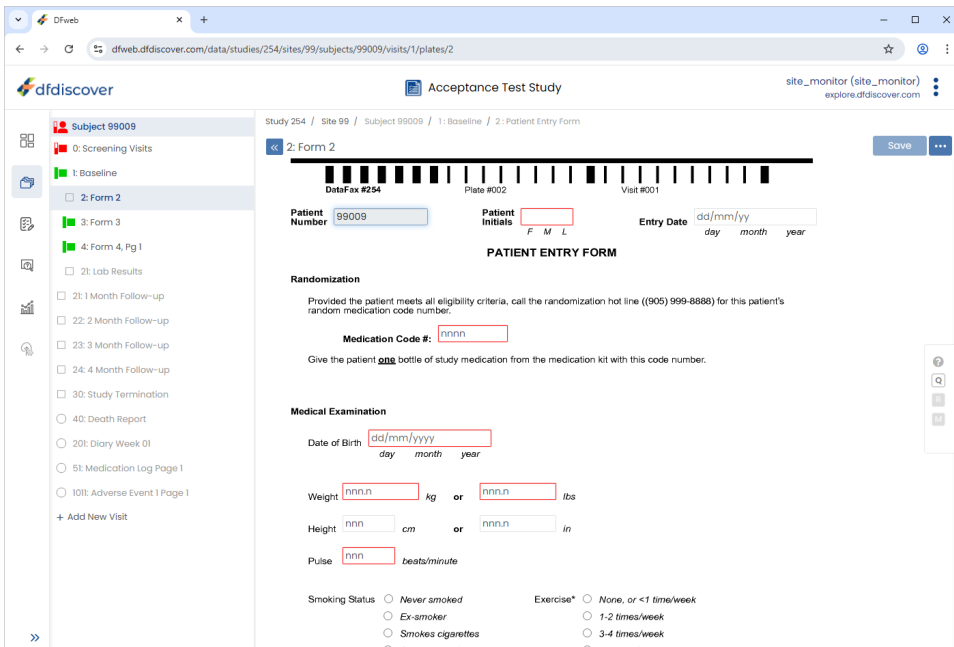 DFweb
dfweb.dfdiscover.com/data/studies/254/sites/99/subjects/99009/visits/1/plates/2
dfdiscover
Acceptance Test Study
site_monitor (site_monitor)
explore.dfdiscover.com
Subject 99009
0: Screening Visits
1: Baseline
2: Form 2
3: Form 3
4: Form 4, Pg 1
21: Lab Results
21: 1 Month Follow-up
22: 2 Month Follow-up
23: 3 Month Follow-up
24: 4 Month Follow-up
30: Study Termination
40: Death Report
201: Diary Week 01
51: Medication Log Page 1
1011: Adverse Event 1 Page 1
+ Add New Visit
Study 254 / Site 99 / Subject 99009 / 1: Baseline / 2: Patient Entry Form
2: Form 2
Save
DataFax #254 Plate #002 Visit #001
Patient Number 99009 Patient Initials Entry Date dd/mm/yy
F M L day month year
PATIENT ENTRY FORM
Randomization
Provided the patient meets all eligibility criteria, call the randomization hot line ((905) 999-8888) for this patient's
random medication code number.
Medication Code #: nnnn
Give the patient one bottle of study medication from the medication kit with this code number.
Medical Examination
Date of Birth dd/mm/yyyy
day month year
Weight nnn.n kg or nnn.n lbs
Height nnn cm or nnn.n in
Pulse nnn beats/minute
Smoking Status Never smoked Exercise* None, or <1 time/week
Ex-smoker 1-2 times/week
Smokes cigarettes 3-4 times/week
Q